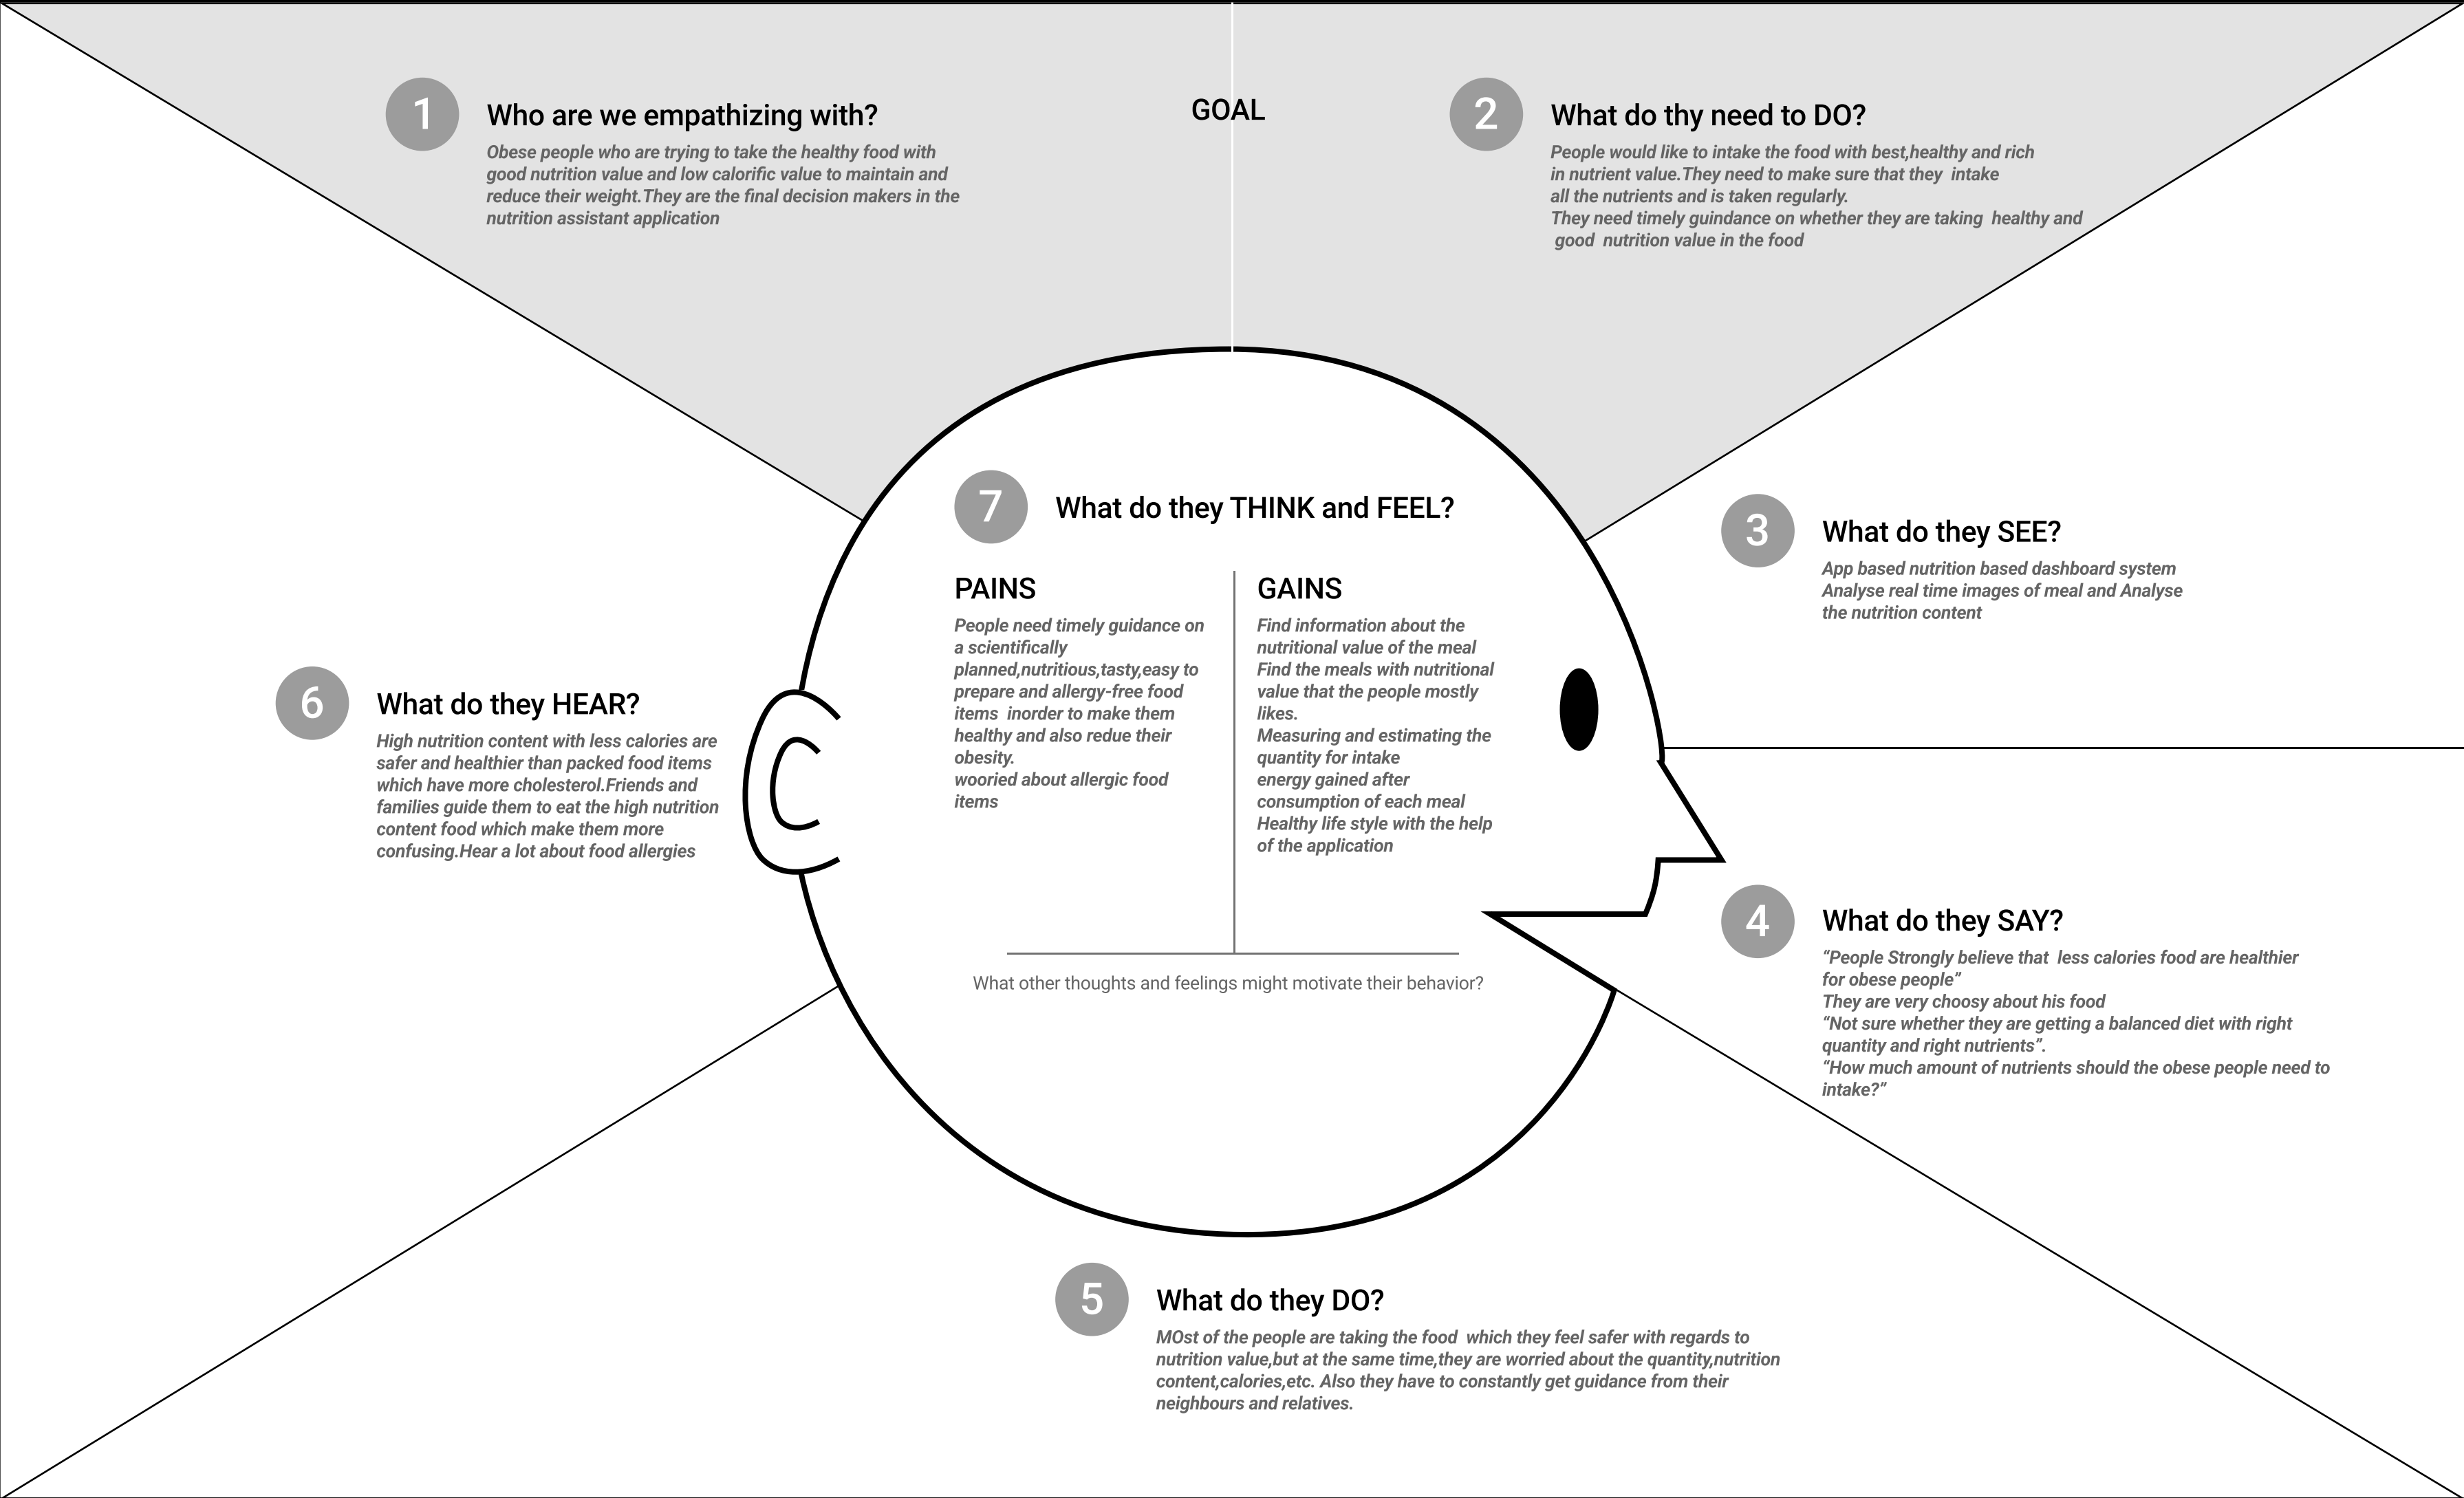 GOAL
1
Who are we empathizing with?
Obese people who are trying to take the healthy food with
good nutrition value and low calorific value to maintain and
reduce their weight.They are the final decision makers in the
nutrition assistant application
2
What do thy need to DO?
People would like to intake the food with best,healthy and rich
in nutrient value.They need to make sure that they  intake
all the nutrients and is taken regularly.
They need timely guindance on whether they are taking  healthy and
good  nutrition value in the food
3
What do they SEE?
App based nutrition based dashboard system
Analyse real time images of meal and Analyse
the nutrition content
4
What do they SAY?
“People Strongly believe that  less calories food are healthier
for obese people”
They are very choosy about his food
“Not sure whether they are getting a balanced diet with right
quantity and right nutrients”.
“How much amount of nutrients should the obese people need to
intake?”
5
What do they DO?
MOst of the people are taking the food  which they feel safer with regards to
nutrition value,but at the same time,they are worried about the quantity,nutrition
content,calories,etc. Also they have to constantly get guidance from their
neighbours and relatives.
6
What do they HEAR?
High nutrition content with less calories are
safer and healthier than packed food items
which have more cholesterol.Friends and
families guide them to eat the high nutrition
content food which make them more
confusing.Hear a lot about food allergies
7
What do they THINK and FEEL?
PAINS
People need timely guidance on
a scientifically
planned,nutritious,tasty,easy to
prepare and allergy-free food
items  inorder to make them
healthy and also redue their
obesity.
wooried about allergic food
items
GAINS
Find information about the
nutritional value of the meal
Find the meals with nutritional
value that the people mostly
likes.
Measuring and estimating the
quantity for intake
energy gained after
consumption of each meal
Healthy life style with the help
of the application
What other thoughts and feelings might motivate their behavior?